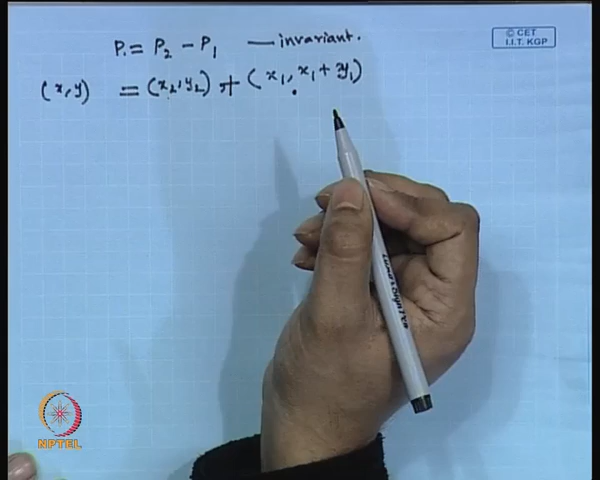 P = P₂ − P₁ — invariant.
© CET
I.I.T. KGP
(x, y) = (x₂, y₂) + (x₁, x₁ + y₁)
NPTEL